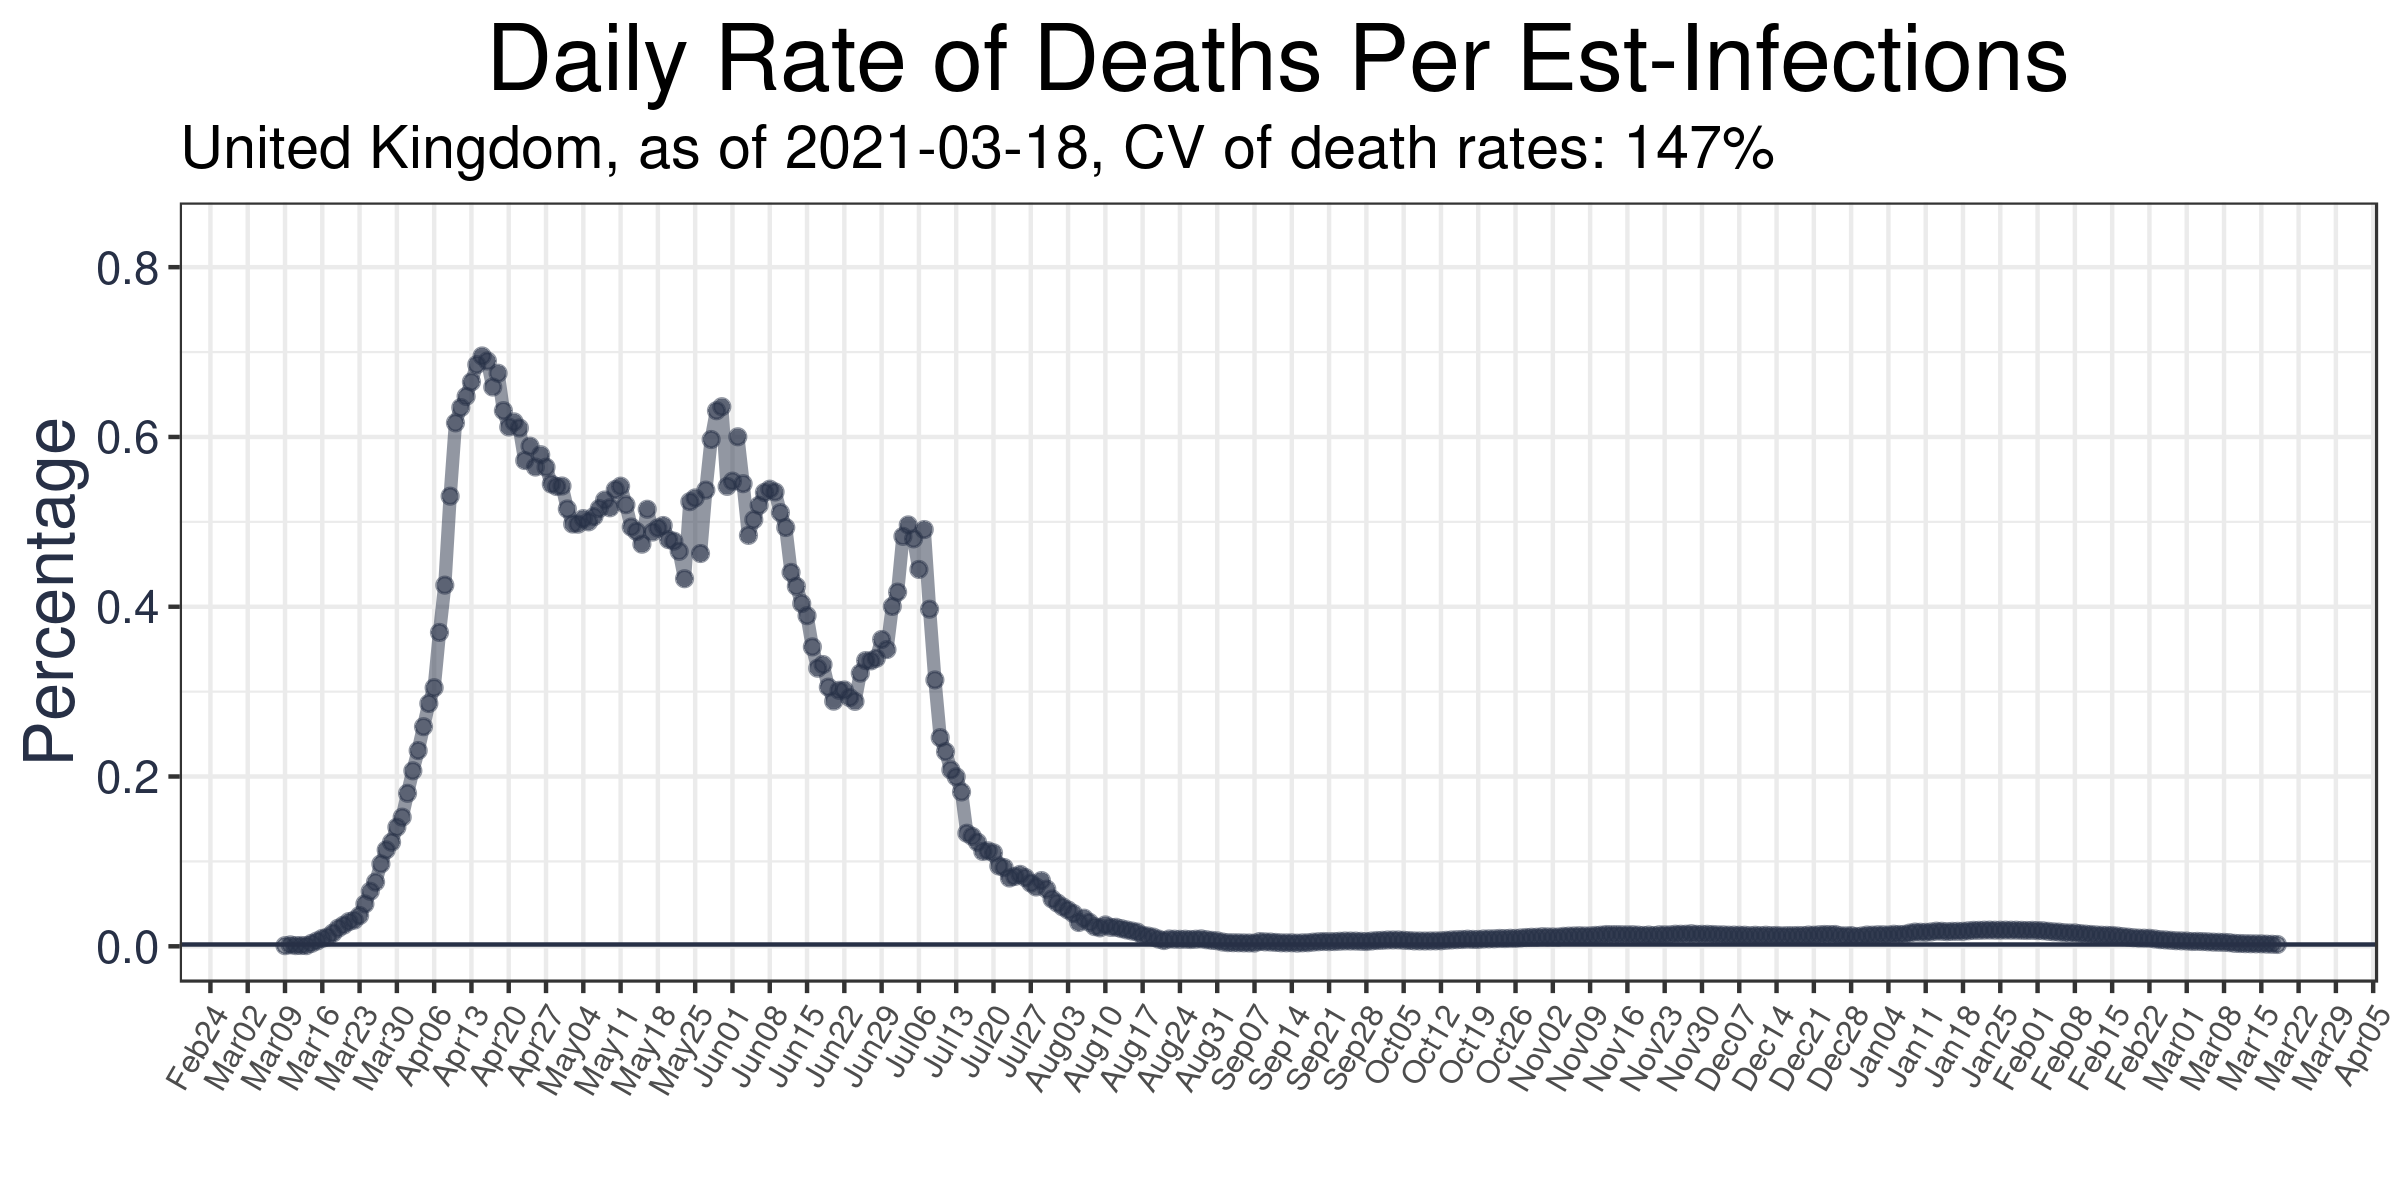 Daily Rate of Deaths Per Est-Infections
United Kingdom, as of 2021-03-18, CV of death rates: 147%
Percentage
0.8
0.6
0.4
0.2
0.0
Feb24
Mar02
Mar09
Mar16
Mar23
Mar30
Apr06
Apr13
Apr20
Apr27
May04
May11
May18
May25
Jun01
Jun08
Jun15
Jun22
Jun29
Jul06
Jul13
Jul20
Jul27
Aug03
Aug10
Aug17
Aug24
Aug31
Sep07
Sep14
Sep21
Sep28
Oct05
Oct12
Oct19
Oct26
Nov02
Nov09
Nov16
Nov23
Nov30
Dec07
Dec14
Dec21
Dec28
Jan04
Jan11
Jan18
Jan25
Feb01
Feb08
Feb15
Feb22
Mar01
Mar08
Mar15
Mar22
Mar29
Apr05